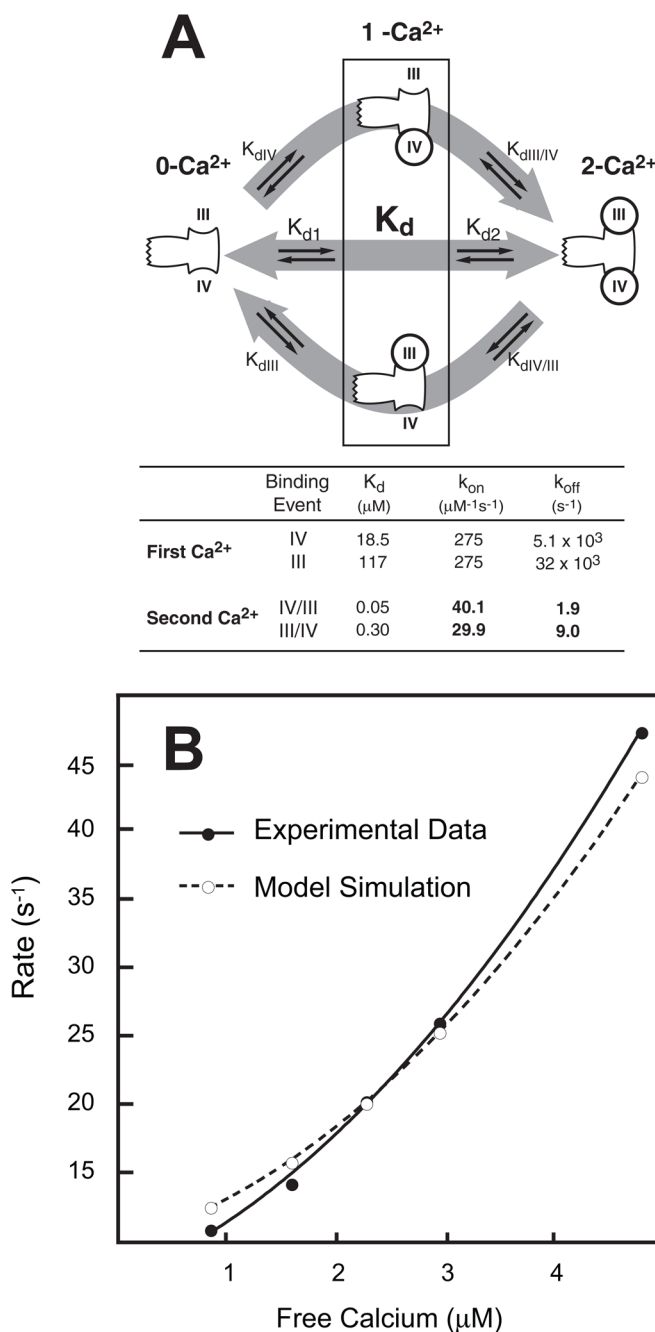 A
1 -Ca²⁺
III
IV
KdIV
KdIII/IV
0-Ca²⁺
2-Ca²⁺
III
IV
Kd1
Kd
Kd2
III
IV
III
IV
KdIII
KdIV/III
Binding Event Kd (μM) kon (μM⁻¹s⁻¹) koff (s⁻¹)
First Ca²⁺ IV 18.5 275 5.1 x 10³
III 117 275 32 x 10³
Second Ca²⁺ IV/III 0.05 40.1 1.9
III/IV 0.30 29.9 9.0
B
Experimental Data
Model Simulation
Rate (s⁻¹)
45
40
35
30
25
20
15
1 2 3 4
Free Calcium (μM)